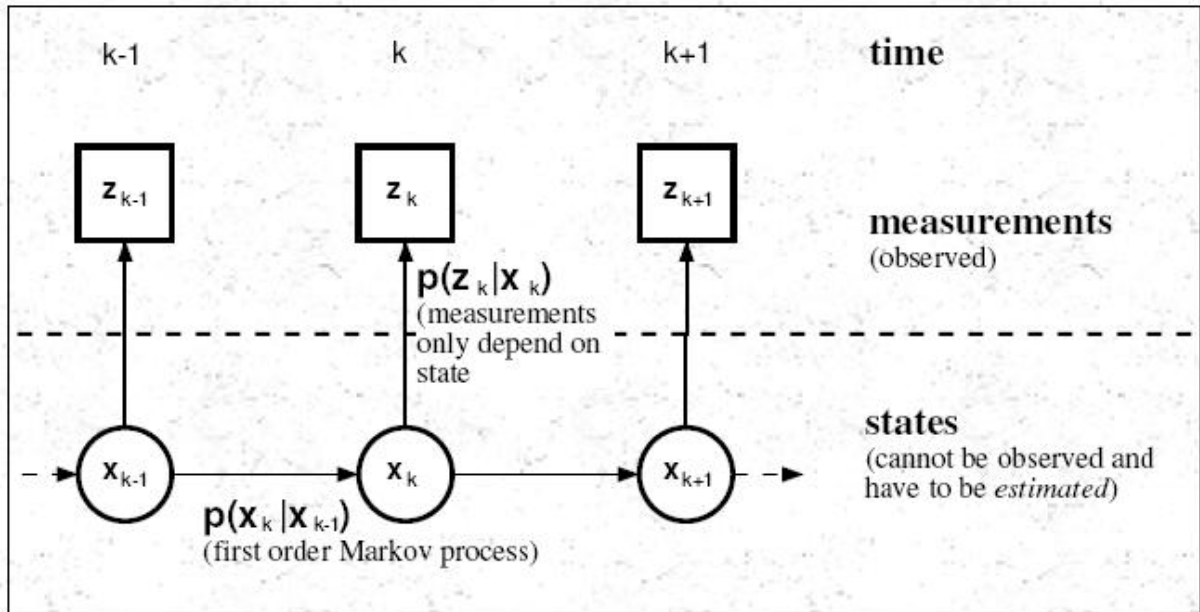 k-1 k k+1 time
z k-1 z k z k+1
measurements
(observed)
p(z k|x k)
(measurements
only depend on
state
states
(cannot be observed and
have to be estimated)
x k-1 x k x k+1
p(x k|x k-1)
(first order Markov process)